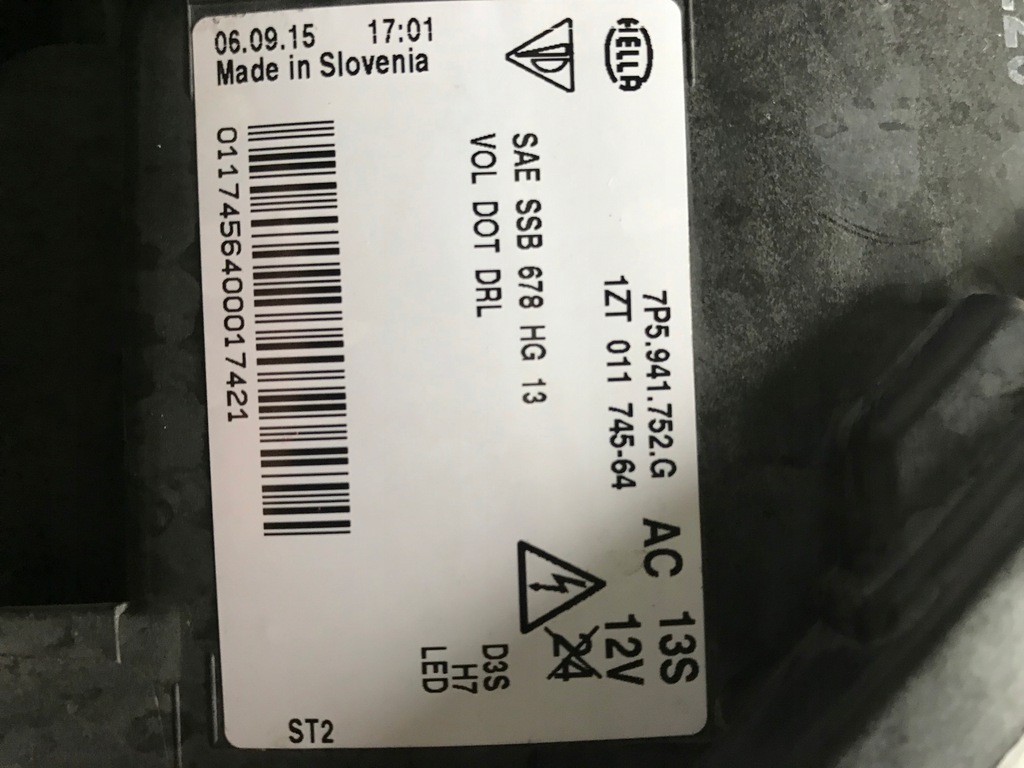 HELLA
7P5.941.752.G
AC
13S
1ZT 011 745-64
12V
24
SAE SSB 678 HG 13
VOL DOT DRL
D3S
H7
LED
06.09.15 17:01
Made in Slovenia
0117456400017421
ST2